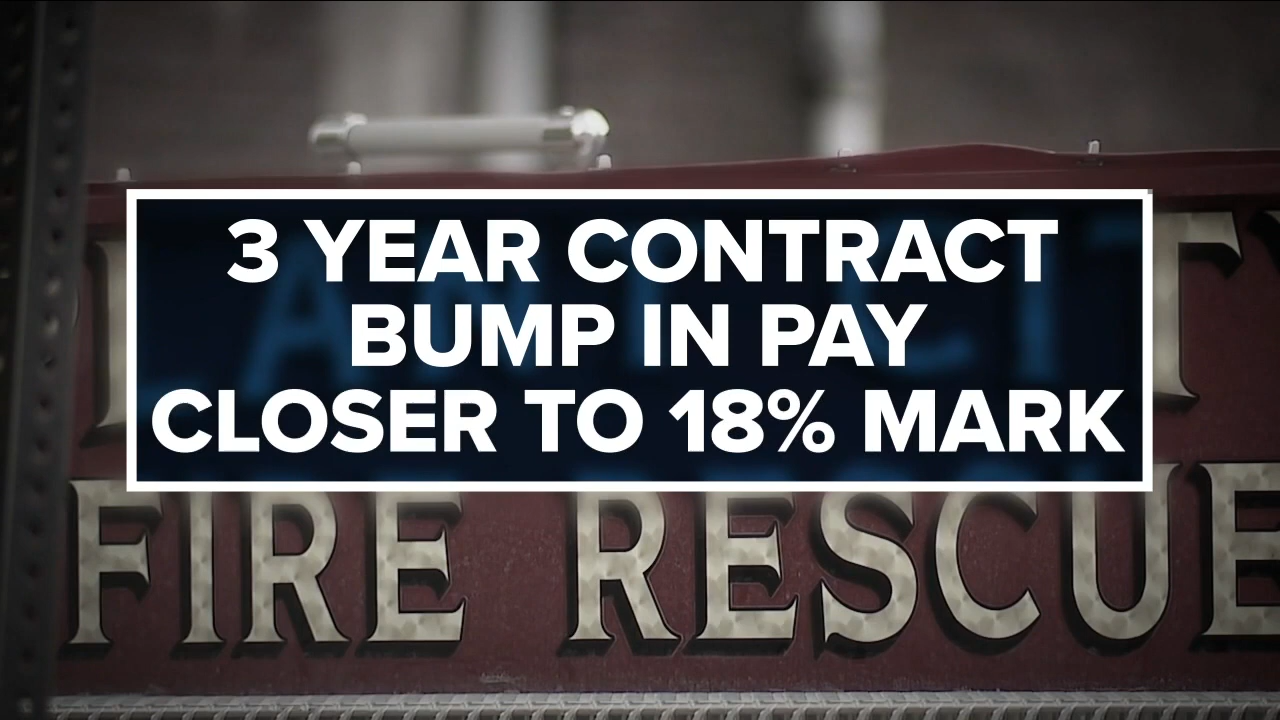 3 YEAR CONTRACT
BUMP IN PAY
CLOSER TO 18% MARK
FIRE RESCUE